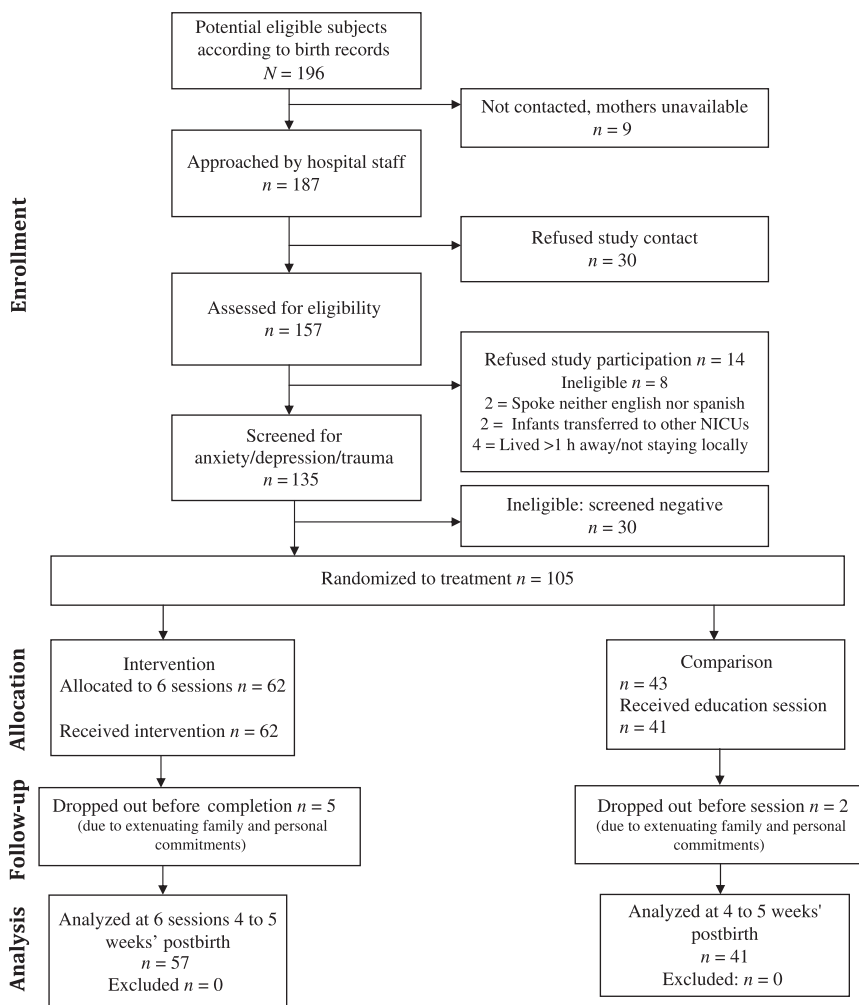 Potential eligible subjects
according to birth records
N = 196
Not contacted, mothers unavailable
n = 9
Approached by hospital staff
n = 187
Enrollment
Refused study contact
n = 30
Assessed for eligibility
n = 157
Refused study participation n = 14
Ineligible n = 8
2 = Spoke neither english nor spanish
2 = Infants transferred to other NICUs
4 = Lived >1 h away/not staying locally
Screened for
anxiety/depression/trauma
n = 135
Ineligible: screened negative
n = 30
Randomized to treatment n = 105
Allocation
Intervention
Allocated to 6 sessions n = 62
Received intervention n = 62
Comparison
n = 43
Received education session
n = 41
Follow-up
Dropped out before completion n = 5
(due to extenuating family and personal
commitments)
Dropped out before session n = 2
(due to extenuating family and personal
commitments)
Analysis
Analyzed at 6 sessions 4 to 5
weeks’ postbirth
n = 57
Excluded n = 0
Analyzed at 4 to 5 weeks'
postbirth
n = 41
Excluded: n = 0